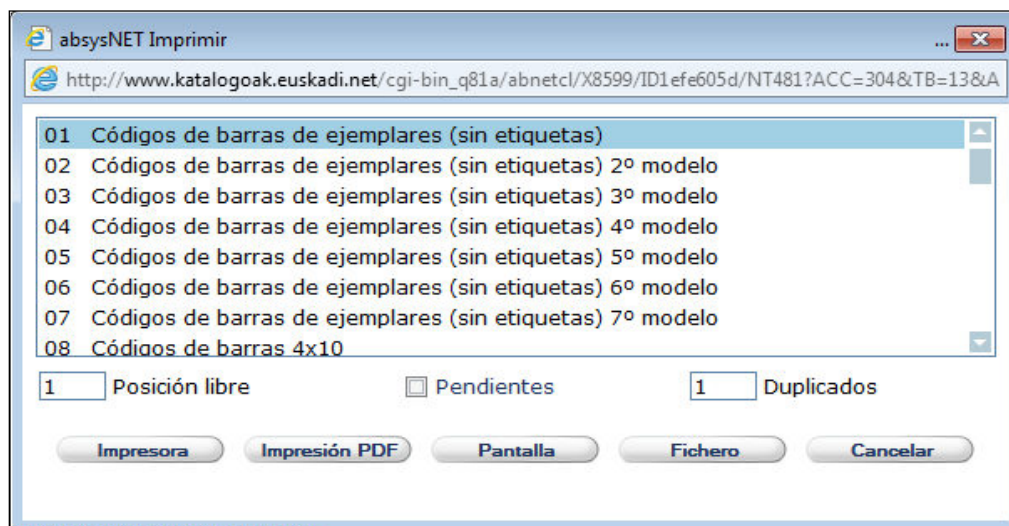 absysNET Imprimir
...
http://www.katalogoak.euskadi.net/cgi-bin_q81a/abnetcl/X8599/ID1efe605d/NT481?ACC=304&TB=13&A
01 Códigos de barras de ejemplares (sin etiquetas)
02 Códigos de barras de ejemplares (sin etiquetas) 2º modelo
03 Códigos de barras de ejemplares (sin etiquetas) 3º modelo
04 Códigos de barras de ejemplares (sin etiquetas) 4º modelo
05 Códigos de barras de ejemplares (sin etiquetas) 5º modelo
06 Códigos de barras de ejemplares (sin etiquetas) 6º modelo
07 Códigos de barras de ejemplares (sin etiquetas) 7º modelo
08 Códigos de barras 4x10
1 Posición libre Pendientes 1 Duplicados
Impresora Impresión PDF Pantalla Fichero Cancelar